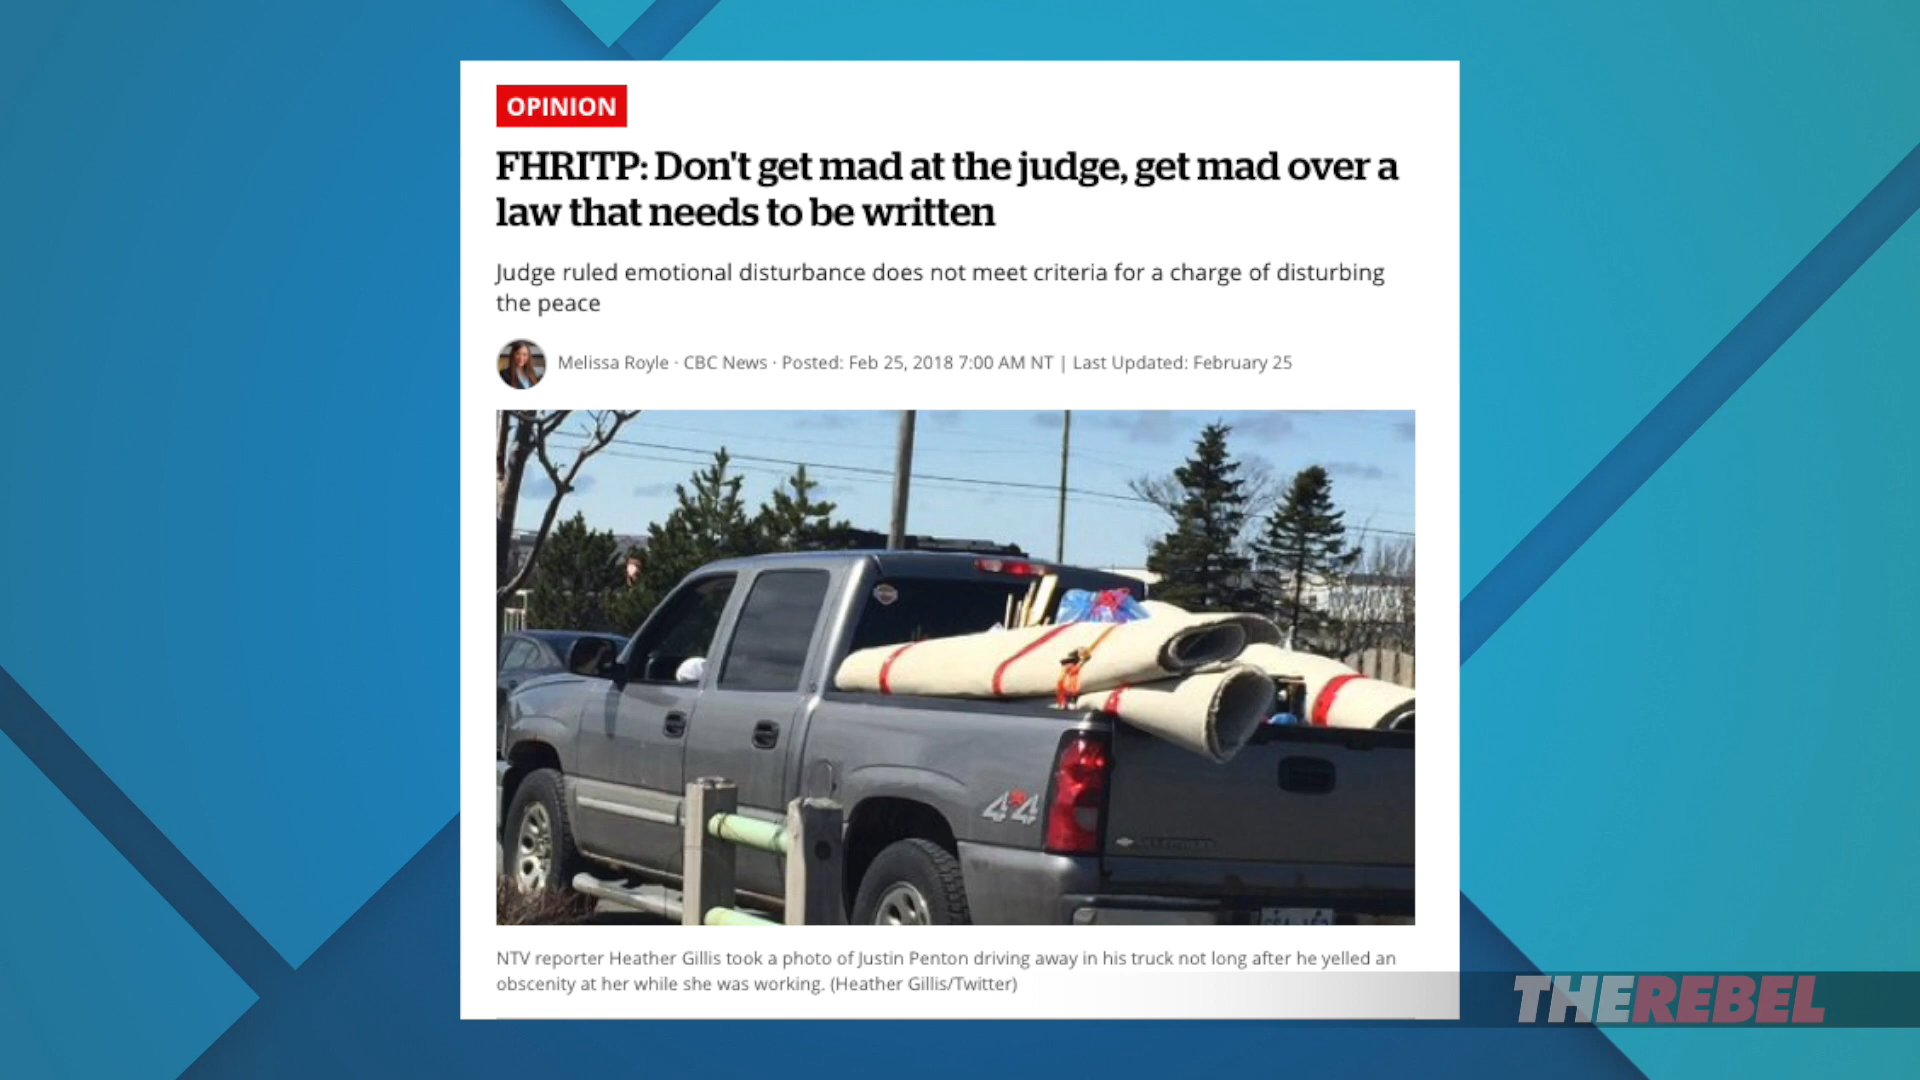 OPINION
FHRITP: Don't get mad at the judge, get mad over a
law that needs to be written
Judge ruled emotional disturbance does not meet criteria for a charge of disturbing
the peace
Melissa Royle · CBC News · Posted: Feb 25, 2018 7:00 AM NT | Last Updated: February 25
4x4
NTV reporter Heather Gillis took a photo of Justin Penton driving away in his truck not long after he yelled an
obscenity at her while she was working. (Heather Gillis/Twitter)
THEREBEL